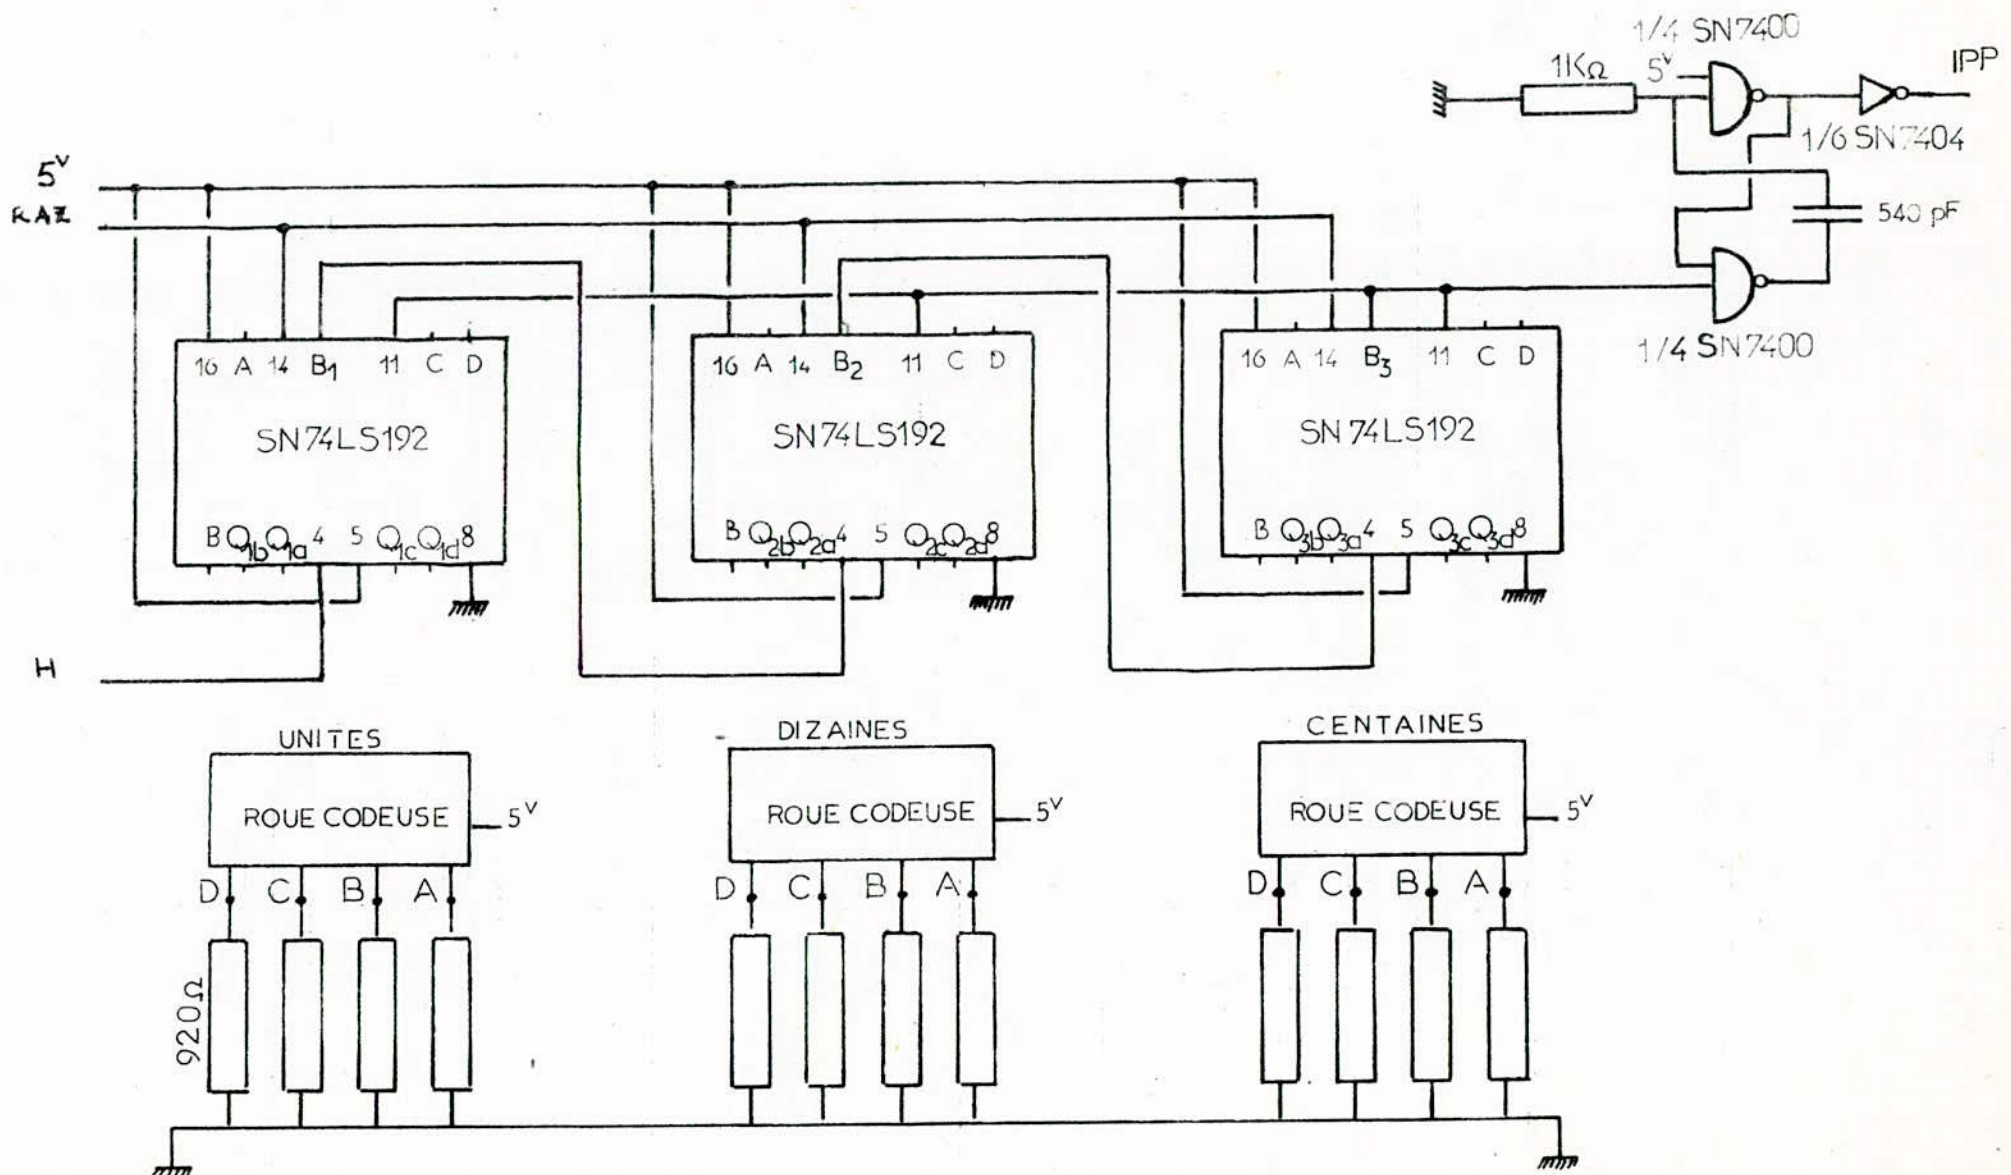 1/4 SN7400
1KΩ
5V
IPP
1/6 SN7404
5V
RAZ
540 pF
1/4 SN7400
16 A 14 B1 11 C D
16 A 14 B2 11 C D
16 A 14 B3 11 C D
SN74LS192
SN74LS192
SN74LS192
B Q1b Q1a 4 5 Q1c Q1d 8
B Q2b Q2a 4 5 Q2c Q2d 8
B Q3b Q3a 4 5 Q3c Q3d 8
H
UNITES
DIZAINES
CENTAINES
ROUE CODEUSE
5V
ROUE CODEUSE
5V
ROUE CODEUSE
5V
D C B A
D C B A
D C B A
920Ω